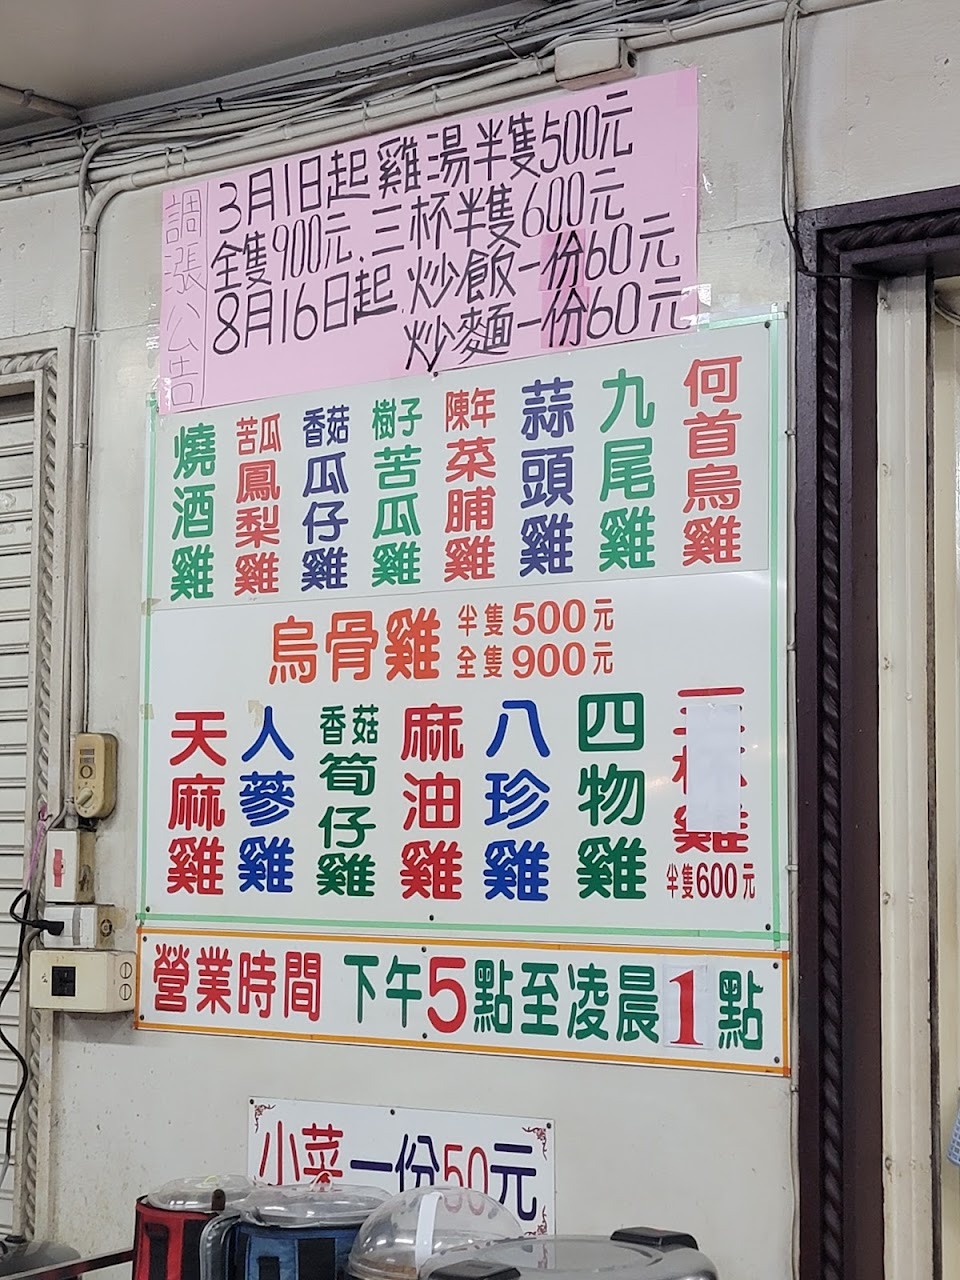 調漲公告
3月1日起雞湯半隻500元
全隻900元.三杯半隻600元
8月16日起.炒飯一份60元
炒麵一份60元
何首烏雞
九尾雞
蒜頭雞
陳年菜脯雞
樹子苦瓜雞
香菇瓜仔雞
苦瓜鳳梨雞
燒酒雞
烏骨雞 半隻500元
全隻900元
三杯雞
半隻600元
四物雞
八珍雞
麻油雞
香菇筍仔雞
人蔘雞
天麻雞
營業時間 下午5點至凌晨1點
小菜一份50元